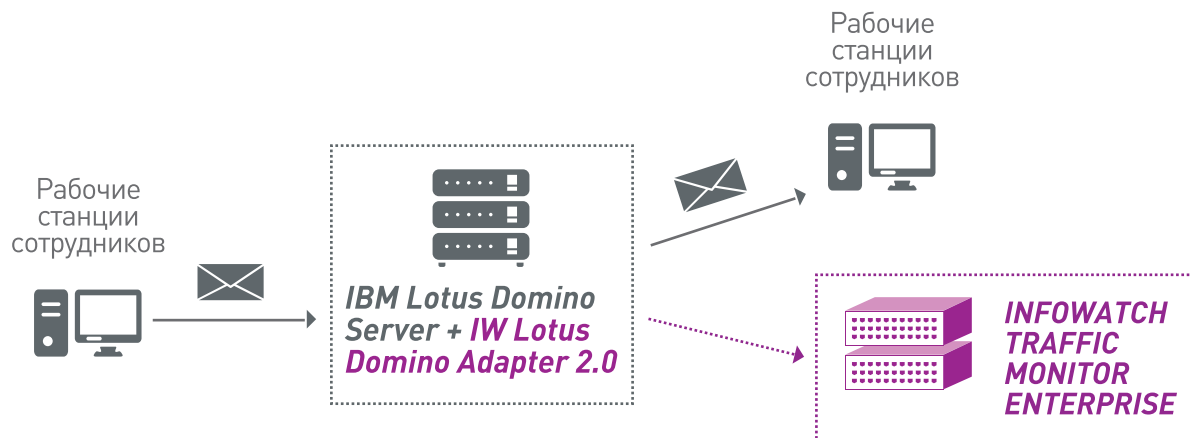 Рабочие
станции
сотрудников
Рабочие
станции
сотрудников
IBM Lotus Domino
Server + IW Lotus
Domino Adapter 2.0
INFOWATCH
TRAFFIC
MONITOR
ENTERPRISE